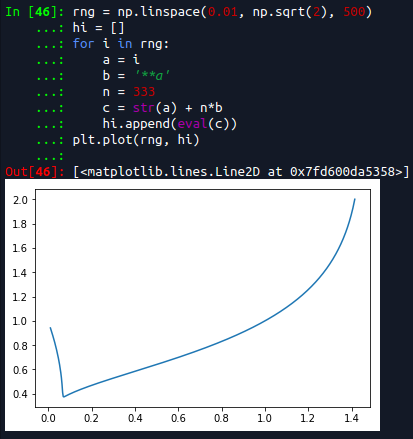 In [46]: rng = np.linspace(0.01, np.sqrt(2), 500)
    ...: hi = []
    ...: for i in rng:
    ...:     a = i
    ...:     b = '**a'
    ...:     n = 333
    ...:     c = str(a) + n*b
    ...:     hi.append(eval(c))
    ...: plt.plot(rng, hi)
    ...:
Out[46]: [<matplotlib.lines.Line2D at 0x7fd600da5358>]
2.0
1.8
1.6
1.4
1.2
1.0
0.8
0.6
0.4
0.0 0.2 0.4 0.6 0.8 1.0 1.2 1.4